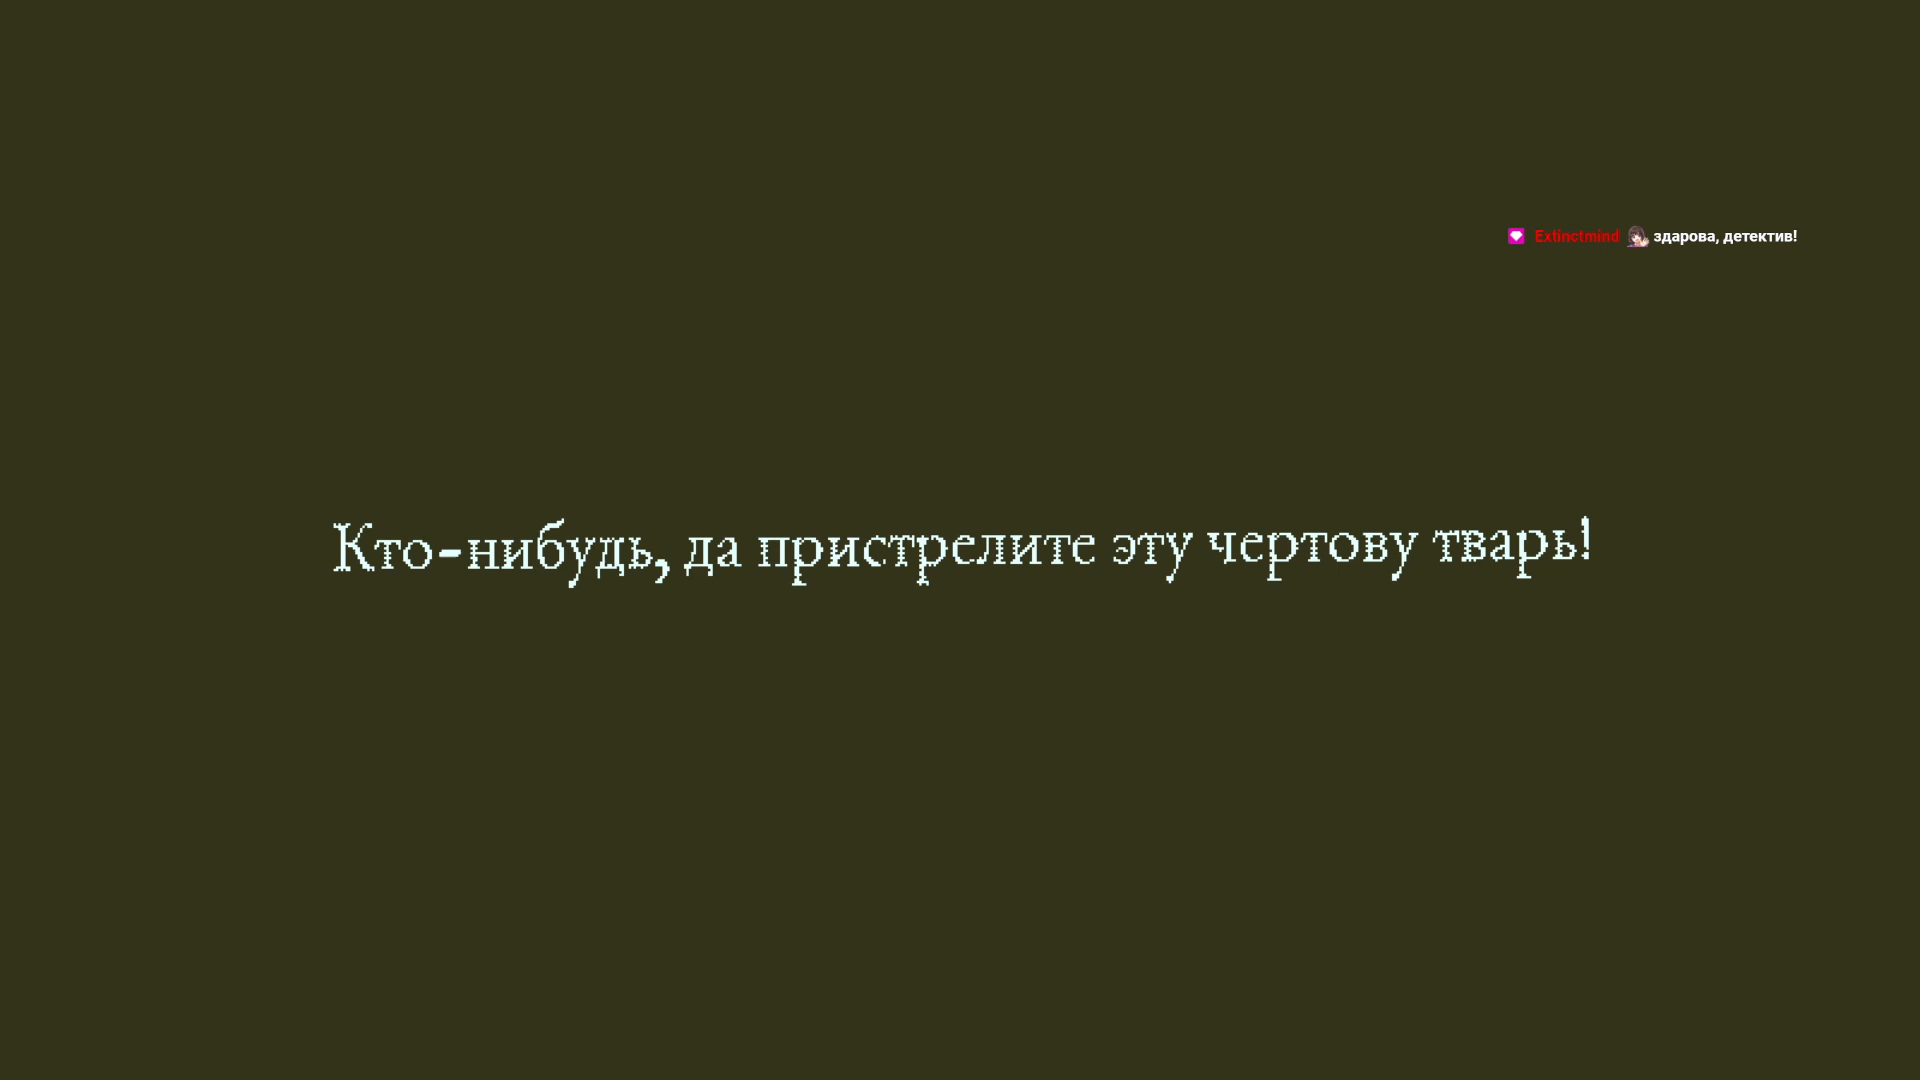 Extinctmind здарова, детектив!
Кто-нибудь, да пристрелите эту чертову тварь!